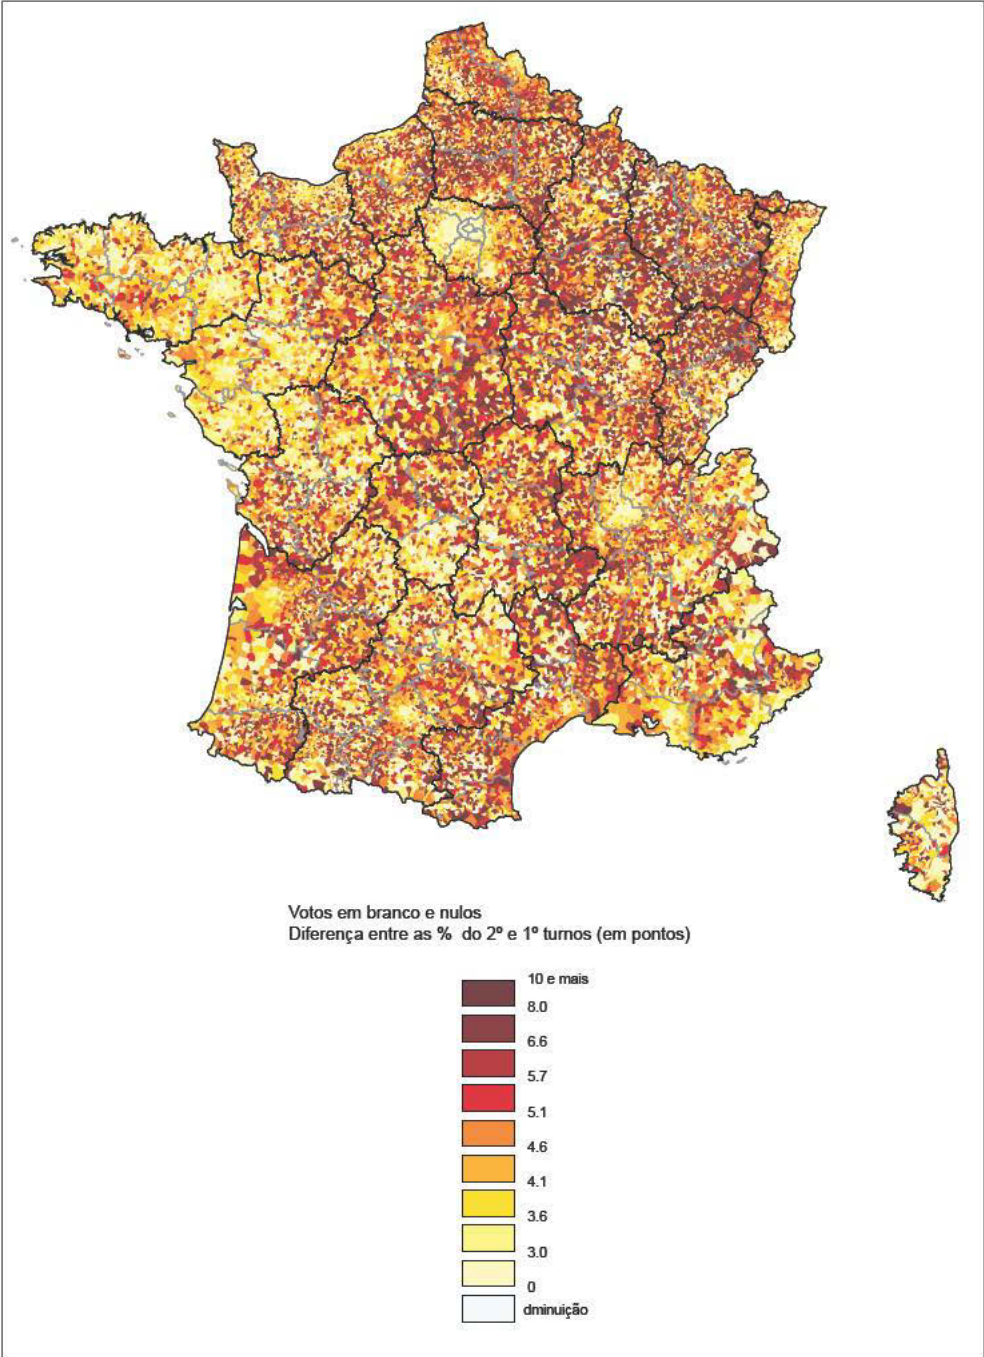 Votos em branco e nulos
Diferença entre as % do 2º e 1º turnos (em pontos)
10 e mais
8.0
6.6
5.7
5.1
4.6
4.1
3.6
3.0
0
dminuição